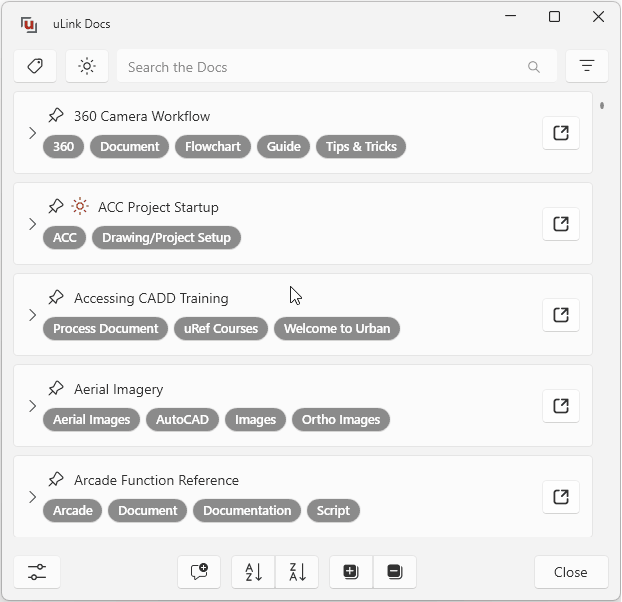 uLink Docs
Search the Docs
360 Camera Workflow
360 Document Flowchart Guide Tips & Tricks
ACC Project Startup
ACC Drawing/Project Setup
Accessing CADD Training
Process Document uRef Courses Welcome to Urban
Aerial Imagery
Aerial Images AutoCAD Images Ortho Images
Arcade Function Reference
Arcade Document Documentation Script
A Z Z A Close